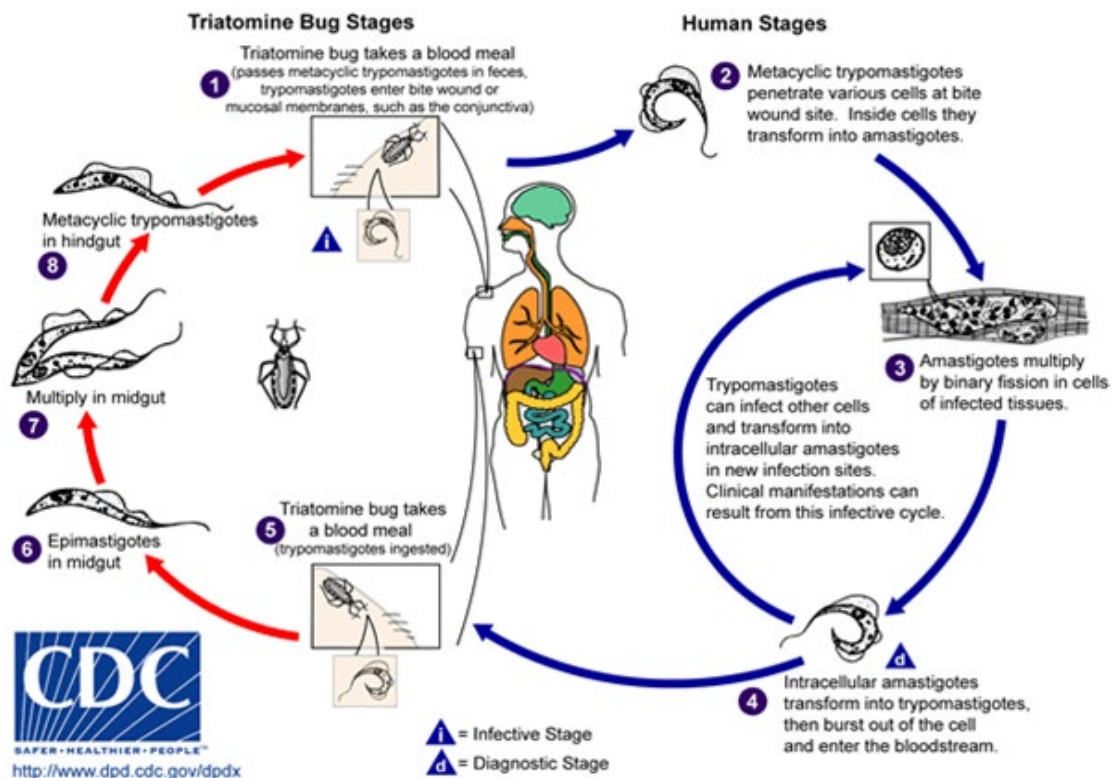 Triatomine Bug Stages
Human Stages
1
Triatomine bug takes a blood meal
(passes metacyclic trypomastigotes in feces,
trypomastigotes enter bite wound or
mucosal membranes, such as the conjunctiva)
i
2
Metacyclic trypomastigotes
penetrate various cells at bite
wound site. Inside cells they
transform into amastigotes.
3
Amastigotes multiply
by binary fission in cells
of infected tissues.
Trypomastigotes
can infect other cells
and transform into
intracellular amastigotes
in new infection sites.
Clinical manifestations can
result from this infective cycle.
d
4
Intracellular amastigotes
transform into trypomastigotes,
then burst out of the cell
and enter the bloodstream.
5
Triatomine bug takes
a blood meal
(trypomastigotes ingested)
6
Epimastigotes
in midgut
Multiply in midgut
7
Metacyclic trypomastigotes
in hindgut
8
i = Infective Stage
d = Diagnostic Stage
CDC
SAFER•HEALTHIER•PEOPLE™
http://www.dpd.cdc.gov/dpdx